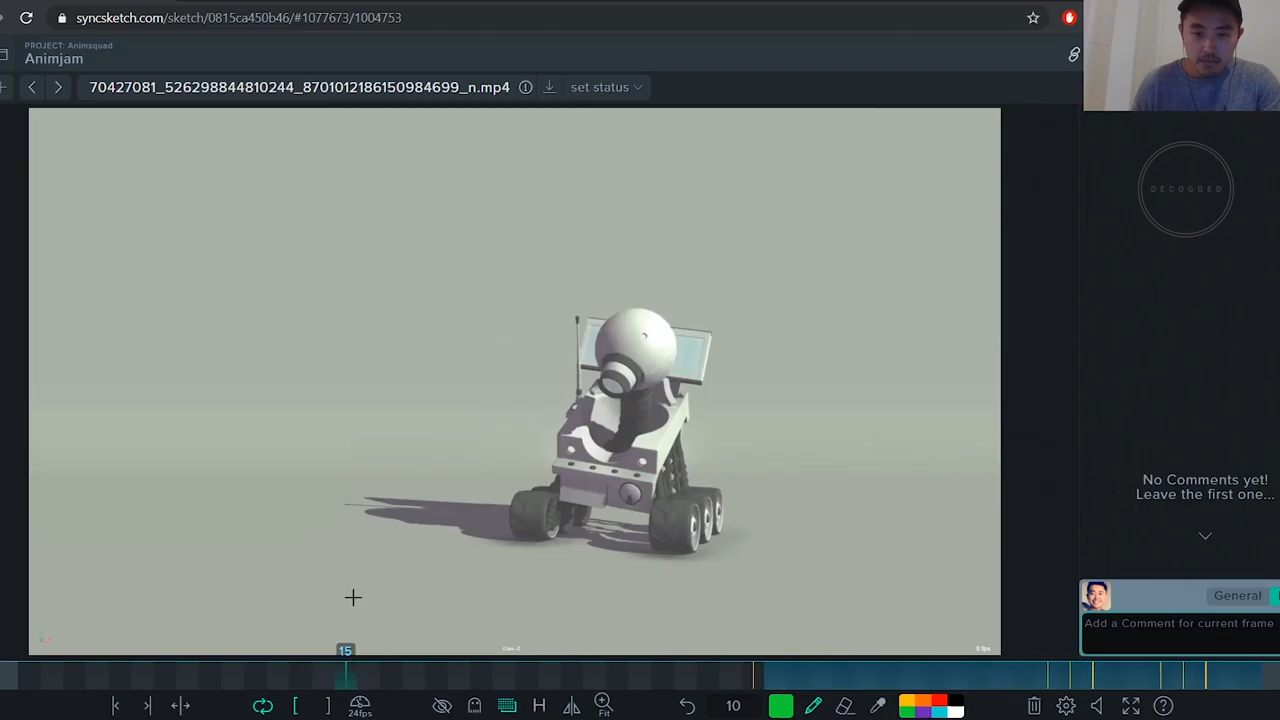 syncsketch.com/sketch/0815ca450b46/#1077673/1004753
PROJECT: Animsquad
Animjam
70427081_526298844810244_8701012186150984699_n.mp4
set status
DECOGGED
No Comments yet!
Leave the first one...
General
Add a Comment for current frame
15
24fps
H
Fit
10